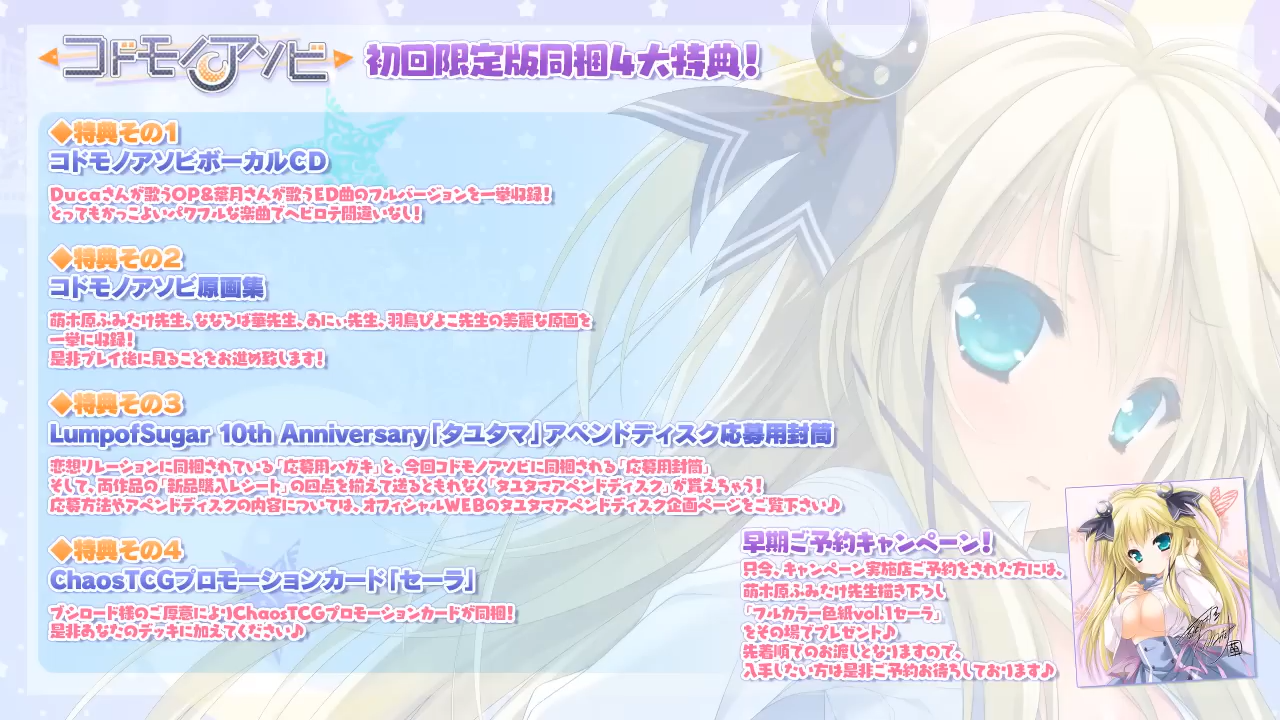 コドモノアソビ 初回限定版同梱4大特典!
◆特典その1
コドモノアソビボーカルCD
Ducaさんが歌うOP&葉月さんが歌うED曲のフルバージョンを一挙収録!
とってもかっこよいパワフルな楽曲でヘビロテ間違いなし!
◆特典その2
コドモノアソビ原画集
萌木原ふみたけ先生、ななろば華先生、あにぃ先生、羽鳥ぴよこ先生の美麗な原画を
一挙に収録!
是非プレイ後に見ることをお進め致します!
◆特典その3
LumpofSugar 10th Anniversary「タユタマ」アペンドディスク応募用封筒
恋想リレーションに同梱されている「応募用ハガキ」と、今回コドモノアソビに同梱される「応募用封筒」
そして、両作品の「新品購入レシート」の四点を揃えて送るともれなく「タユタマアペンドディスク」が貰えちゃう!
応募方法やアペンドディスクの内容については、オフィシャルWEBのタユタマアペンドディスク企画ページをご覧下さい♪
◆特典その4
ChaosTCGプロモーションカード「セーラ」
ブシロード様のご厚意によりChaosTCGプロモーションカードが同梱!
是非あなたのデッキに加えてください♪
早期ご予約キャンペーン!
只今、キャンペーン実施店ご予約をされた方には、
萌木原ふみたけ先生描き下ろし
「フルカラー色紙vol.1セーラ」
をその場でプレゼント♪
先着順でのお渡しとなりますので、
入手したい方は是非ご予約お待ちしております♪